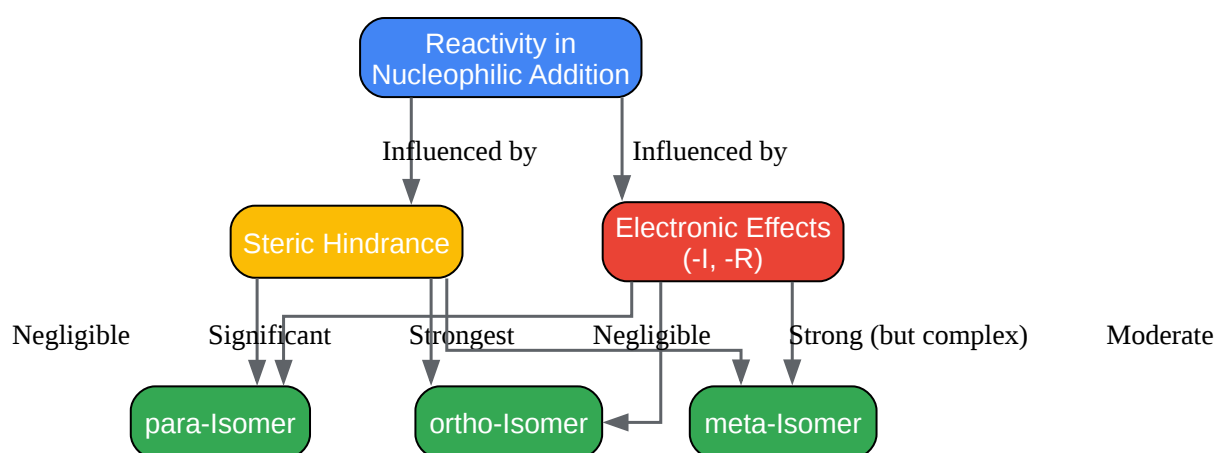 Reactivity in
Nucleophilic Addition
Influenced by
Influenced by
Steric Hindrance
Electronic Effects
(-I, -R)
Negligible
Significant
Strongest
Negligible
Strong (but complex)
Moderate
para-Isomer
ortho-Isomer
meta-Isomer